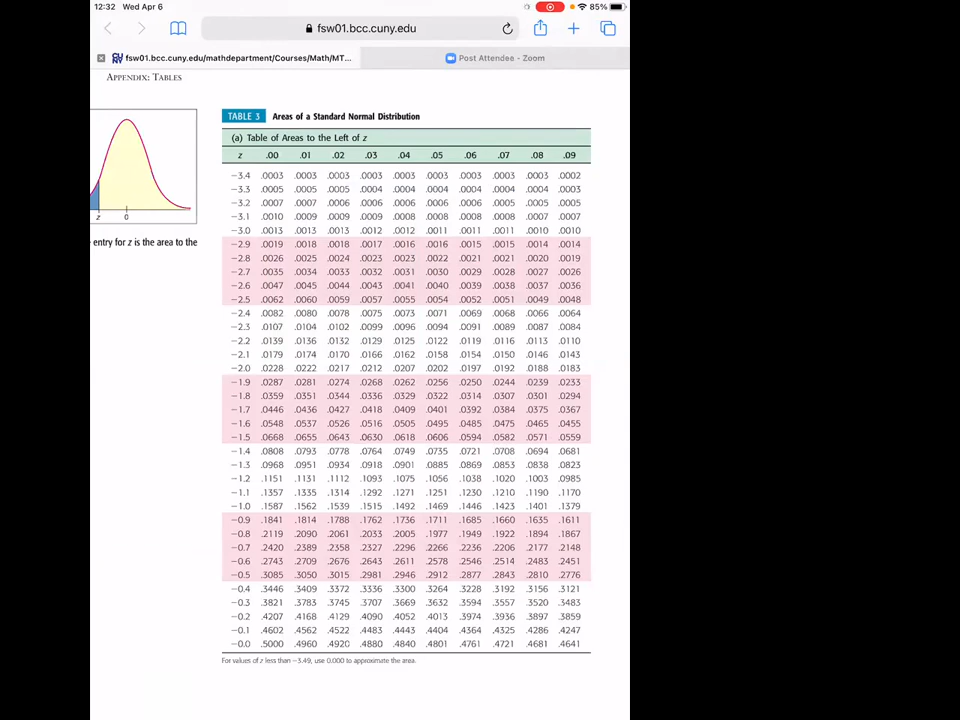 12:32 Wed Apr 6
85%
fsw01.bcc.cuny.edu
fsw01.bcc.cuny.edu/mathdepartment/Courses/Math/MT...
Post Attendee - Zoom
APPENDIX: TABLES
z 0
entry for z is the area to the
TABLE 3 Areas of a Standard Normal Distribution
(a) Table of Areas to the Left of z
z .00 .01 .02 .03 .04 .05 .06 .07 .08 .09
−3.4 .0003 .0003 .0003 .0003 .0003 .0003 .0003 .0003 .0003 .0002
−3.3 .0005 .0005 .0005 .0004 .0004 .0004 .0004 .0004 .0004 .0003
−3.2 .0007 .0007 .0006 .0006 .0006 .0006 .0006 .0005 .0005 .0005
−3.1 .0010 .0009 .0009 .0009 .0008 .0008 .0008 .0008 .0007 .0007
−3.0 .0013 .0013 .0013 .0012 .0012 .0011 .0011 .0011 .0010 .0010
−2.9 .0019 .0018 .0018 .0017 .0016 .0016 .0015 .0015 .0014 .0014
−2.8 .0026 .0025 .0024 .0023 .0023 .0022 .0021 .0021 .0020 .0019
−2.7 .0035 .0034 .0033 .0032 .0031 .0030 .0029 .0028 .0027 .0026
−2.6 .0047 .0045 .0044 .0043 .0041 .0040 .0039 .0038 .0037 .0036
−2.5 .0062 .0060 .0059 .0057 .0055 .0054 .0052 .0051 .0049 .0048
−2.4 .0082 .0080 .0078 .0075 .0073 .0071 .0069 .0068 .0066 .0064
−2.3 .0107 .0104 .0102 .0099 .0096 .0094 .0091 .0089 .0087 .0084
−2.2 .0139 .0136 .0132 .0129 .0125 .0122 .0119 .0116 .0113 .0110
−2.1 .0179 .0174 .0170 .0166 .0162 .0158 .0154 .0150 .0146 .0143
−2.0 .0228 .0222 .0217 .0212 .0207 .0202 .0197 .0192 .0188 .0183
−1.9 .0287 .0281 .0274 .0268 .0262 .0256 .0250 .0244 .0239 .0233
−1.8 .0359 .0351 .0344 .0336 .0329 .0322 .0314 .0307 .0301 .0294
−1.7 .0446 .0436 .0427 .0418 .0409 .0401 .0392 .0384 .0375 .0367
−1.6 .0548 .0537 .0526 .0516 .0505 .0495 .0485 .0475 .0465 .0455
−1.5 .0668 .0655 .0643 .0630 .0618 .0606 .0594 .0582 .0571 .0559
−1.4 .0808 .0793 .0778 .0764 .0749 .0735 .0721 .0708 .0694 .0681
−1.3 .0968 .0951 .0934 .0918 .0901 .0885 .0869 .0853 .0838 .0823
−1.2 .1151 .1131 .1112 .1093 .1075 .1056 .1038 .1020 .1003 .0985
−1.1 .1357 .1335 .1314 .1292 .1271 .1251 .1230 .1210 .1190 .1170
−1.0 .1587 .1562 .1539 .1515 .1492 .1469 .1446 .1423 .1401 .1379
−0.9 .1841 .1814 .1788 .1762 .1736 .1711 .1685 .1660 .1635 .1611
−0.8 .2119 .2090 .2061 .2033 .2005 .1977 .1949 .1922 .1894 .1867
−0.7 .2420 .2389 .2358 .2327 .2296 .2266 .2236 .2206 .2177 .2148
−0.6 .2743 .2709 .2676 .2643 .2611 .2578 .2546 .2514 .2483 .2451
−0.5 .3085 .3050 .3015 .2981 .2946 .2912 .2877 .2843 .2810 .2776
−0.4 .3446 .3409 .3372 .3336 .3300 .3264 .3228 .3192 .3156 .3121
−0.3 .3821 .3783 .3745 .3707 .3669 .3632 .3594 .3557 .3520 .3483
−0.2 .4207 .4168 .4129 .4090 .4052 .4013 .3974 .3936 .3897 .3859
−0.1 .4602 .4562 .4522 .4483 .4443 .4404 .4364 .4325 .4286 .4247
−0.0 .5000 .4960 .4920 .4880 .4840 .4801 .4761 .4721 .4681 .4641
For values of z less than −3.49, use 0.000 to approximate the area.